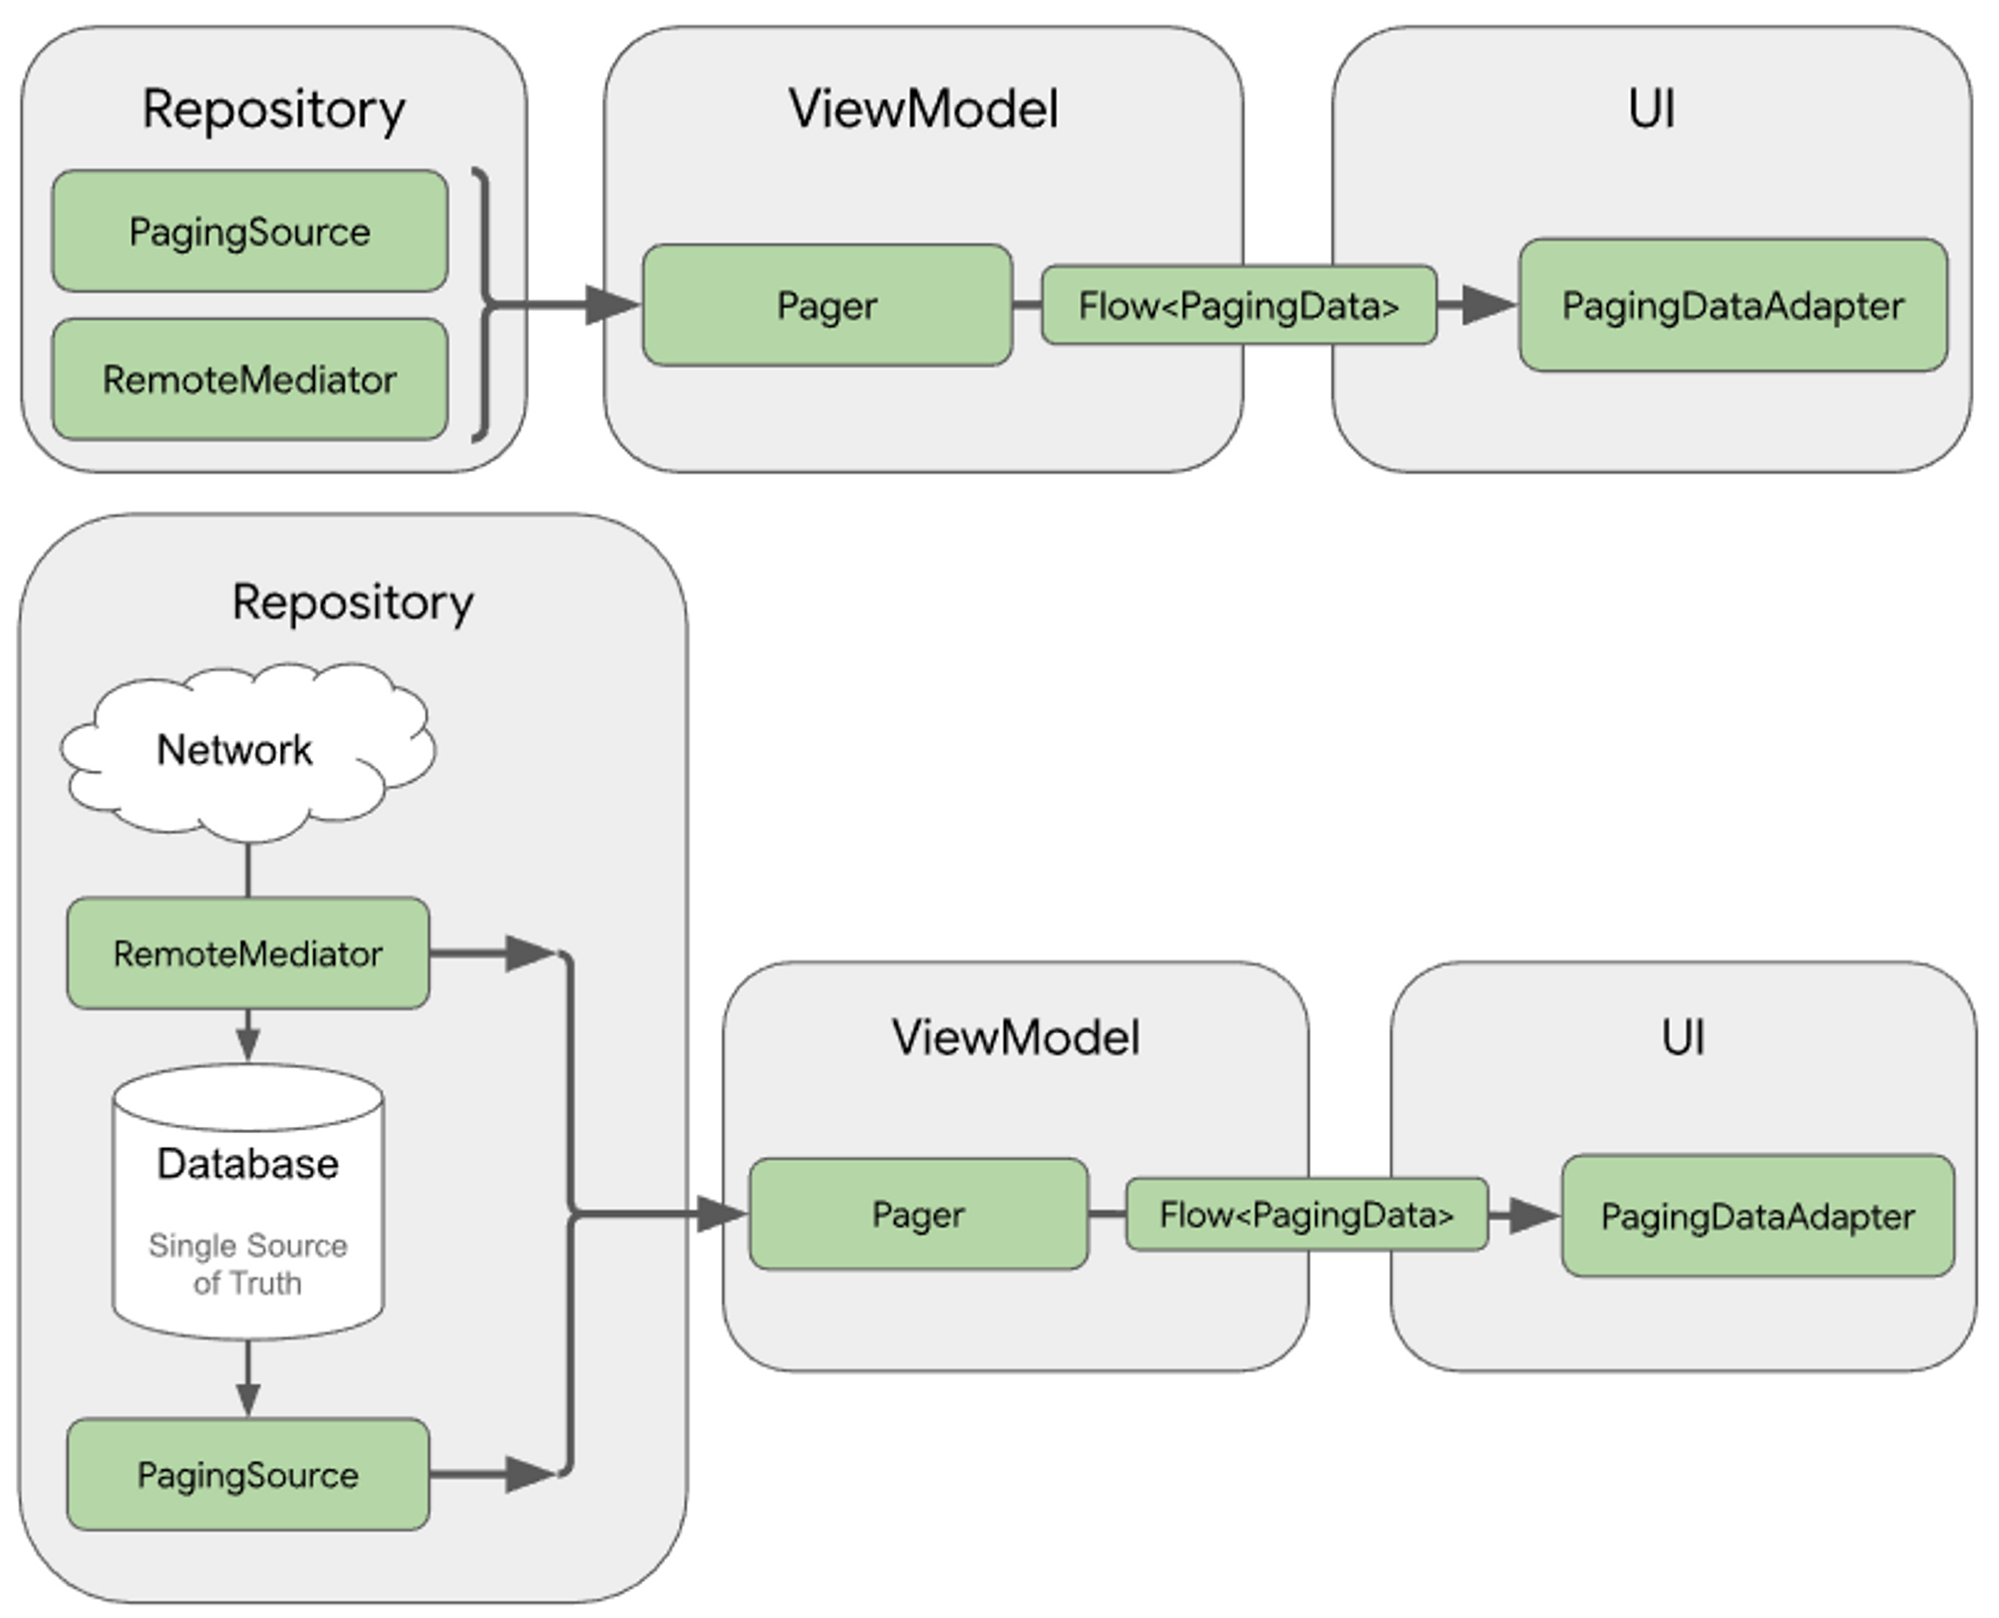 Repository
PagingSource
RemoteMediator
ViewModel
Pager
Flow<PagingData>
UI
PagingDataAdapter
Repository
Network
RemoteMediator
Database
Single Source
of Truth
PagingSource
ViewModel
Pager
Flow<PagingData>
UI
PagingDataAdapter